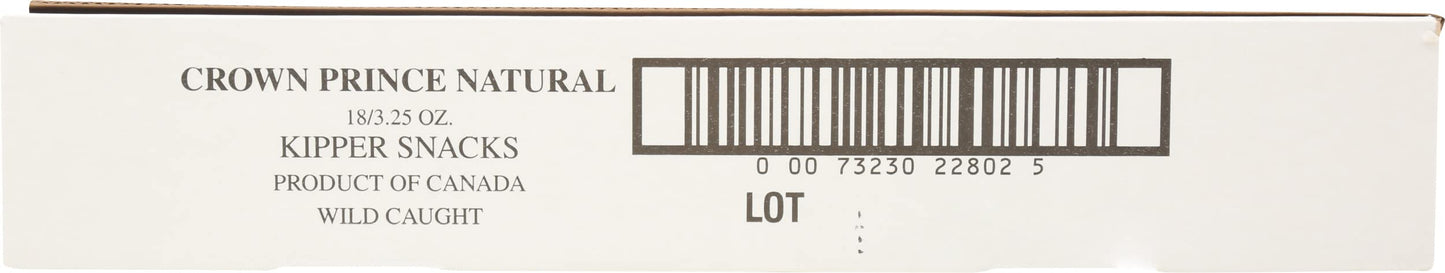 CROWN PRINCE NATURAL
18/3.25 OZ.
KIPPER SNACKS
PRODUCT OF CANADA
WILD CAUGHT
0 00 73230 22802 5
LOT